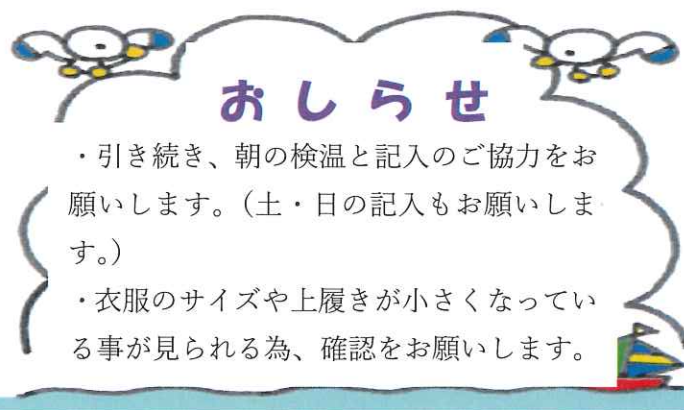 おしらせ
・引き続き、朝の検温と記入のご協力をお
願いします。（土・日の記入もお願いしま
す。）
・衣服のサイズや上履きが小さくなってい
る事が見られる為、確認をお願いします。